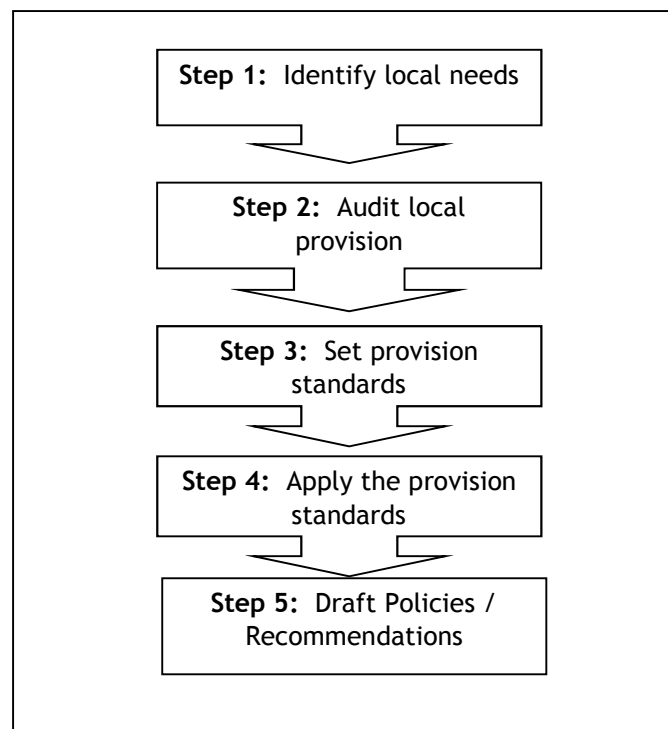 Step 1: Identify local needs
Step 2: Audit local
provision
Step 3: Set provision
standards
Step 4: Apply the provision
standards
Step 5: Draft Policies /
Recommendations